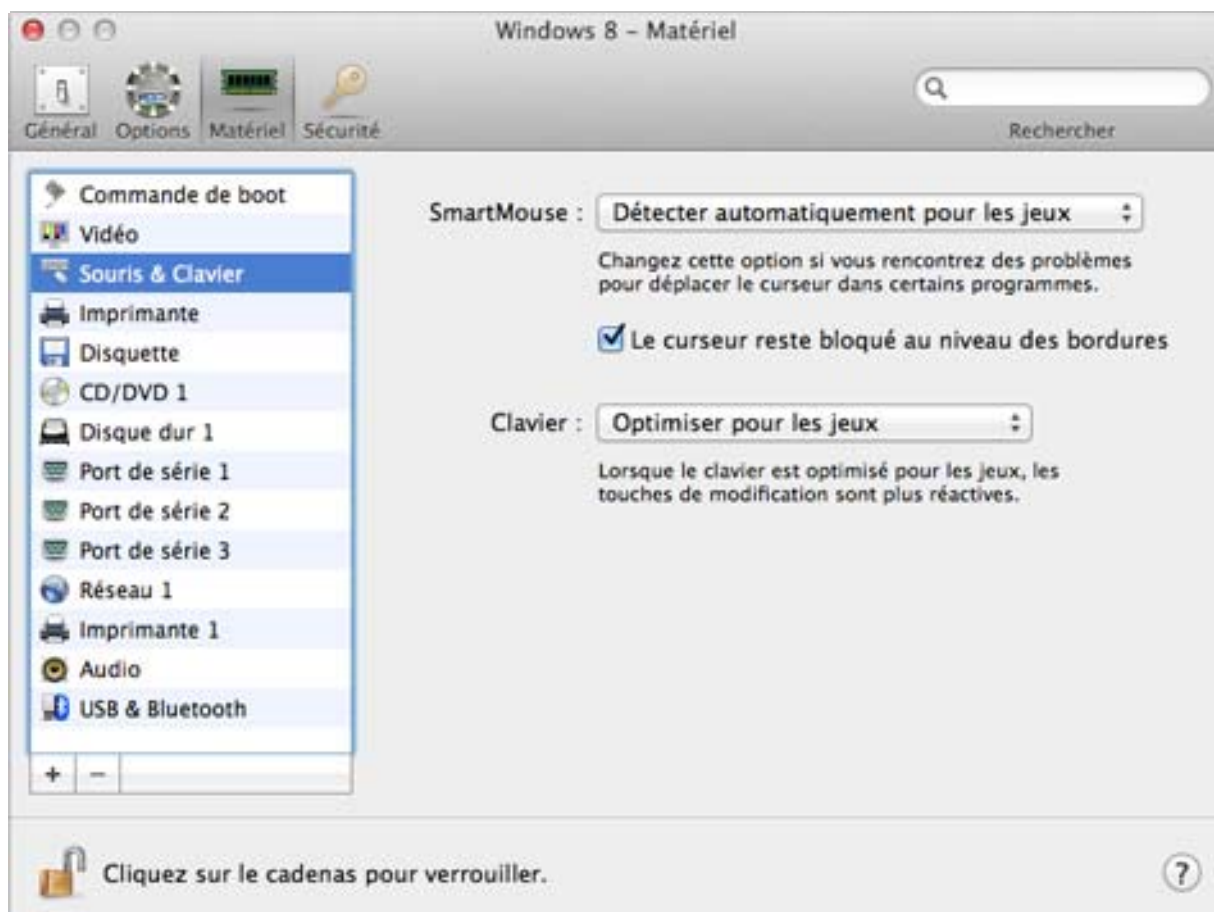 Windows 8 – Matériel
Général Options Matériel Sécurité
Rechercher
Commande de boot
Vidéo
Souris & Clavier
Imprimante
Disquette
CD/DVD 1
Disque dur 1
Port de série 1
Port de série 2
Port de série 3
Réseau 1
Imprimante 1
Audio
USB & Bluetooth
+ −
SmartMouse : Détecter automatiquement pour les jeux
Changez cette option si vous rencontrez des problèmes
pour déplacer le curseur dans certains programmes.
Le curseur reste bloqué au niveau des bordures
Clavier : Optimiser pour les jeux
Lorsque le clavier est optimisé pour les jeux, les
touches de modification sont plus réactives.
Cliquez sur le cadenas pour verrouiller.
?